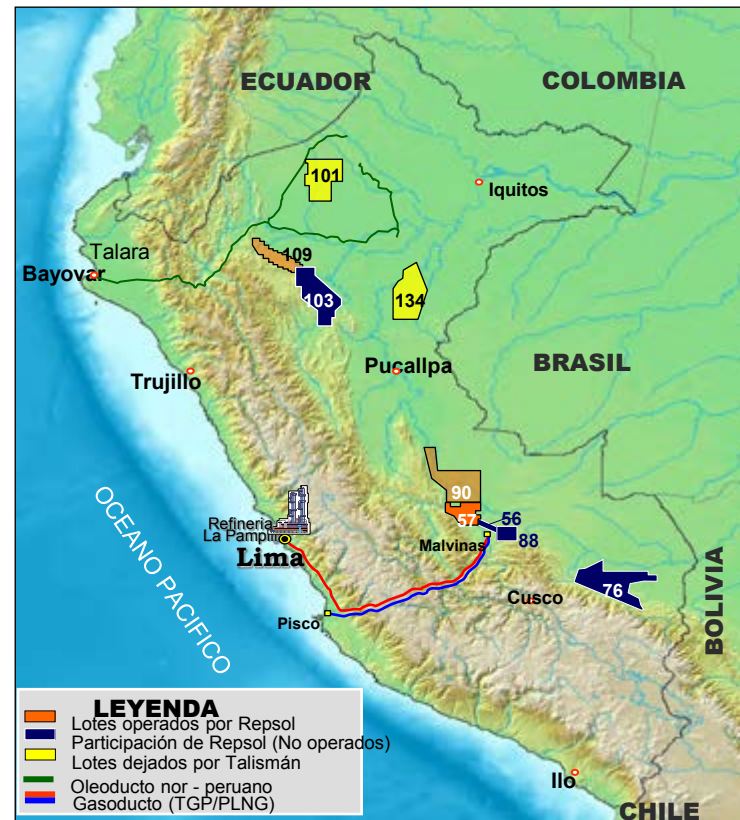 ECUADOR
COLOMBIA
101
Iquitos
Talara
109
Bayovar
103
134
Trujillo
Pucallpa
BRASIL
90
57
56
Refineria
La Pampill
Malvinas
88
Lima
OCEANO PACIFICO
Cusco
76
BOLIVIA
Pisco
LEYENDA
Lotes operados por Repsol
Participación de Repsol (No operados)
Lotes dejados por Talismán
Oleoducto nor - peruano
Gasoducto (TGP/PLNG)
Ilo
CHILE